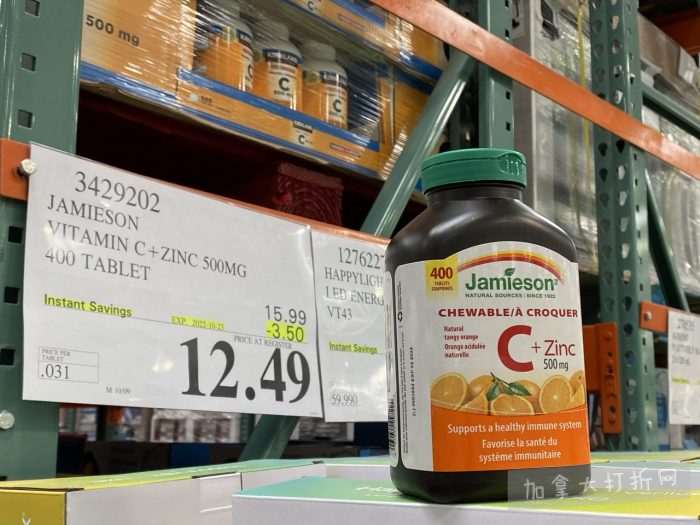 500 mg
C
C
3429202
JAMIESON
VITAMIN C+ZINC 500MG
400 TABLET
Instant Savings
15.99
EXP. 2022-10-23
-3.50
PRICE AT REGISTER
12.49
PRICE PER
TABLET
.031
M 10/09
127622
HAPPYLIGH
LED ENERG
VT43
Instant Savings
59.990
400
TABLETS
COMPRIMÉS
Jamieson
NATURAL SOURCES | SINCE 1922
CHEWABLE/À CROQUER
Natural
tangy orange
Orange acidulée
naturelle
C + Zinc
500 mg
Supports a healthy immune system
Favorise la santé du
système immunitaire
加拿大打折网